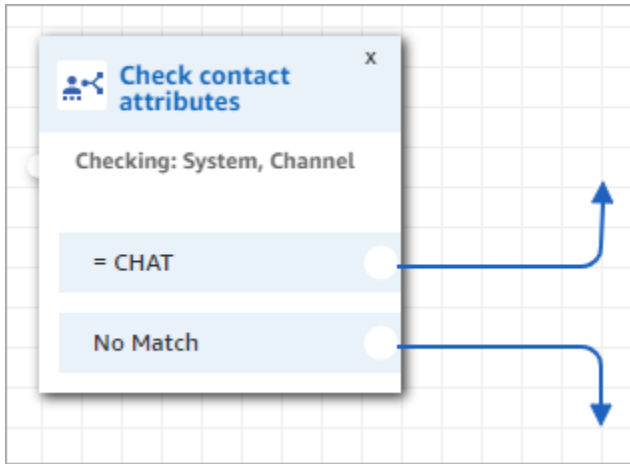 x
Check contact
attributes
Checking: System, Channel
= CHAT
No Match